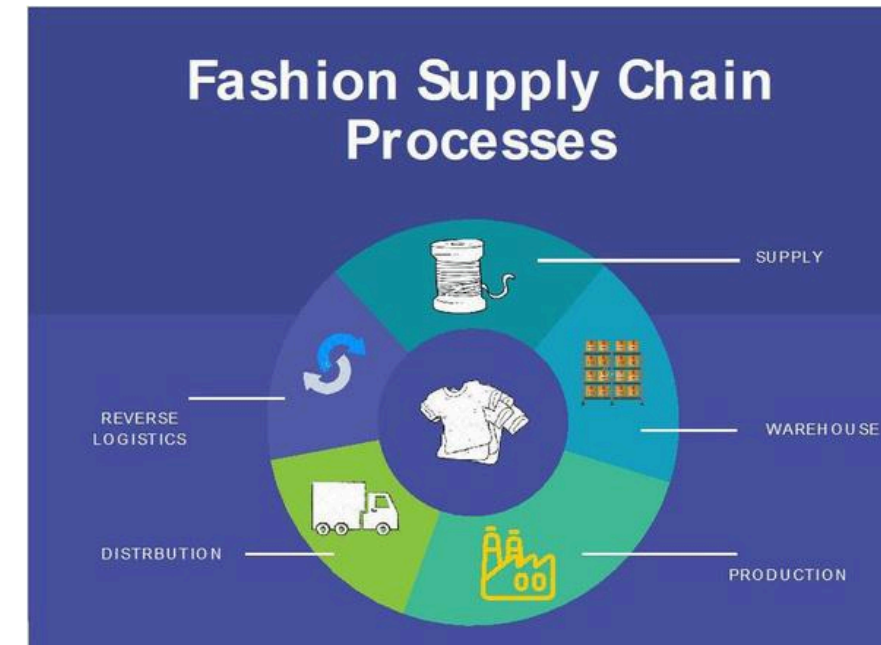 Fashion Supply Chain
Processes
SUPPLY
REVERSE
LOGISTICS
WAREHOUSE
DISTRBUTION
PRODUCTION